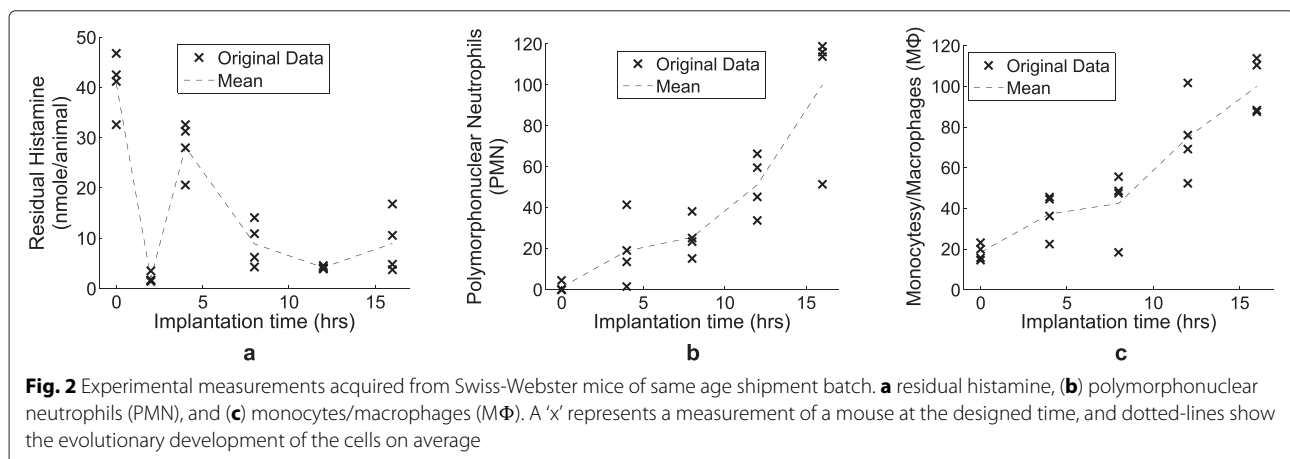 50
40
30
20
10
0
Residual Histamine
(nmole/animal)
× Original Data
Mean
0 5 10 15
Implantation time (hrs)
a
120
100
80
60
40
20
0
Polymorphonuclear Neutrophils
(PMN)
× Original Data
Mean
0 5 10 15
Implantation time (hrs)
b
120
100
80
60
40
20
0
Monocytesy/Macrophages (MΦ)
× Original Data
Mean
0 5 10 15
Implantation time (hrs)
c
Fig. 2 Experimental measurements acquired from Swiss-Webster mice of same age shipment batch. a residual histamine, (b) polymorphonuclear
neutrophils (PMN), and (c) monocytes/macrophages (MΦ). A ‘x’ represents a measurement of a mouse at the designed time, and dotted-lines show
the evolutionary development of the cells on average